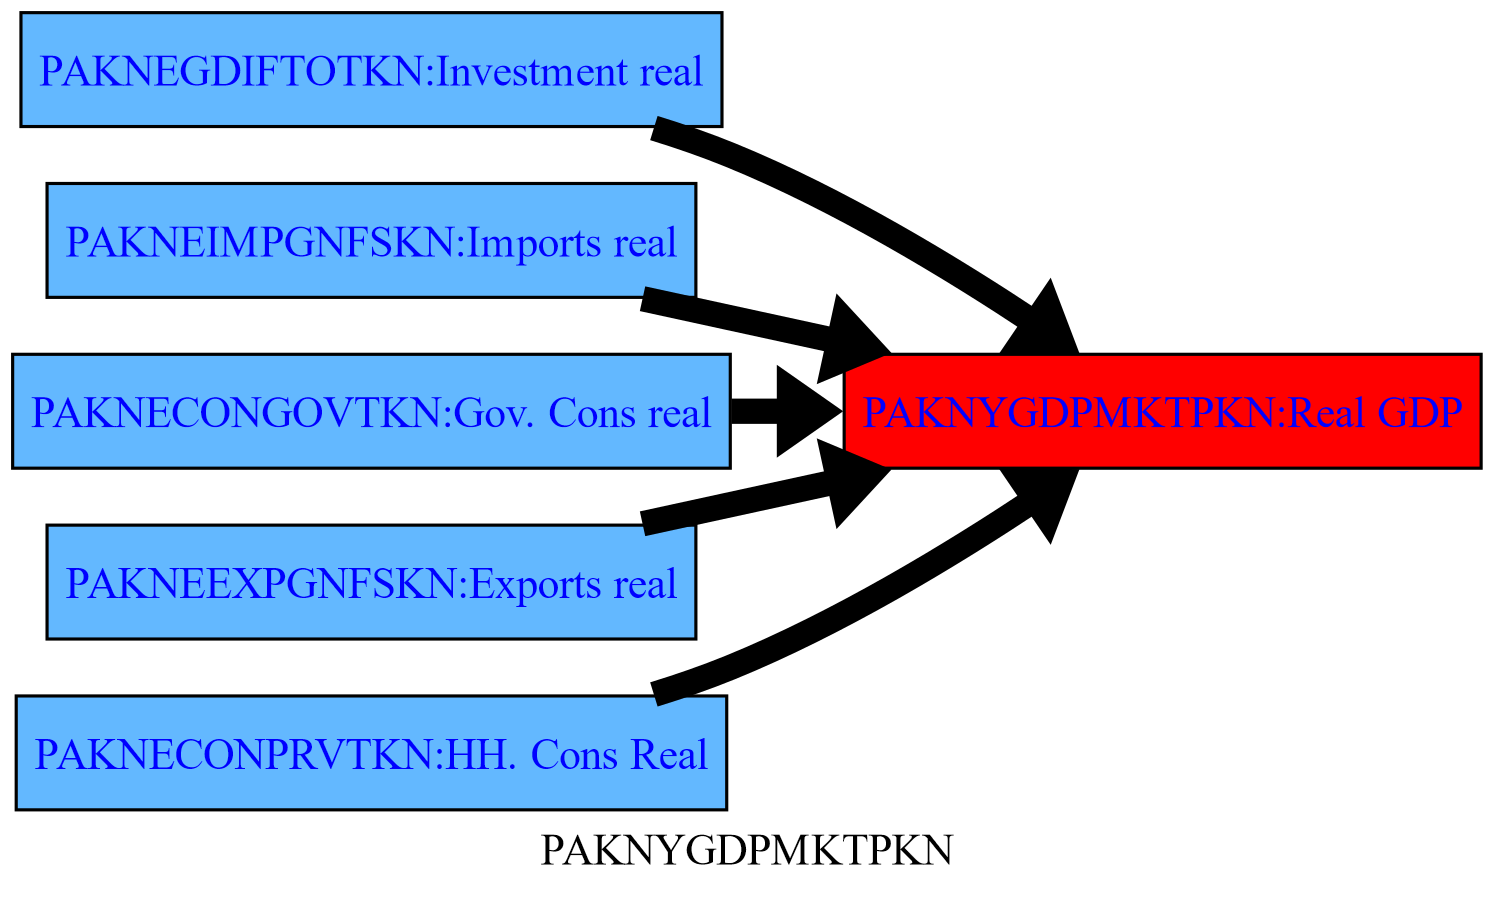 PAKNEGDIFTOTKN:Investment real
PAKNEIMPGNFSKN:Imports real
PAKNECONGOVTKN:Gov. Cons real
PAKNYGDPMKTPKN:Real GDP
PAKNEEXPGNFSKN:Exports real
PAKNECONPRVTKN:HH. Cons Real
PAKNYGDPMKTPKN